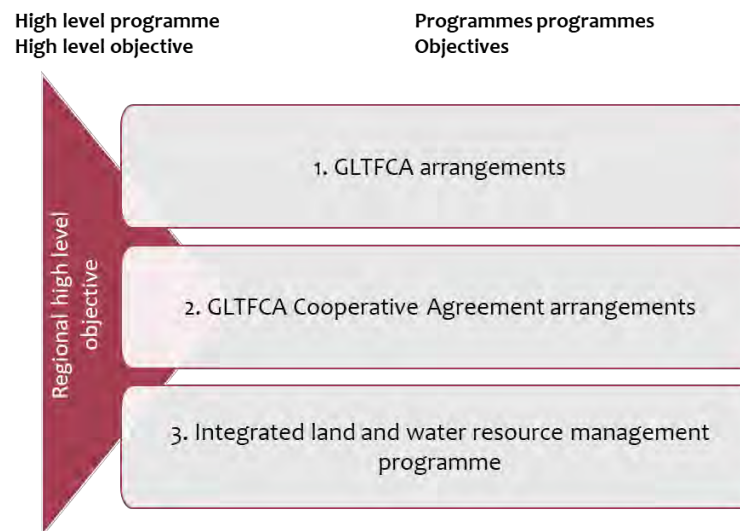 High level programme
High level objective
Programmes programmes
Objectives
Regional high level
objective
1. GLTFCA arrangements
2. GLTFCA Cooperative Agreement arrangements
3. Integrated land and water resource management
programme